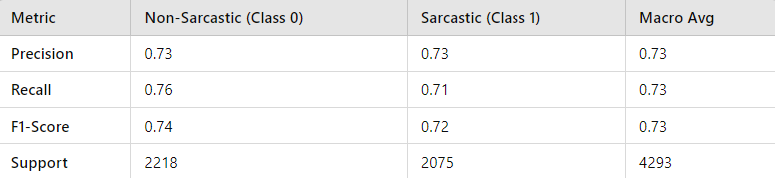 Metric Non-Sarcastic (Class 0) Sarcastic (Class 1) Macro Avg
Precision 0.73 0.73 0.73
Recall 0.76 0.71 0.73
F1-Score 0.74 0.72 0.73
Support 2218 2075 4293